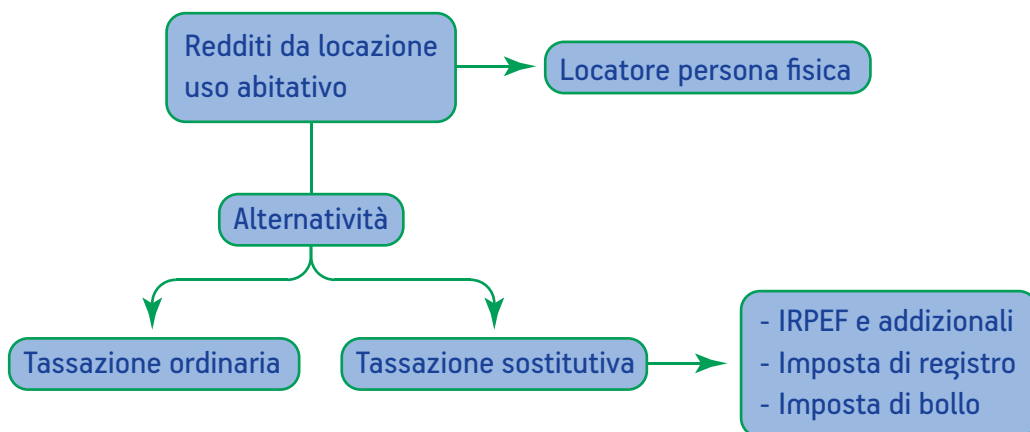 Redditi da locazione
uso abitativo
Locatore persona fisica
Alternatività
Tassazione ordinaria
Tassazione sostitutiva
- IRPEF e addizionali
- Imposta di registro
- Imposta di bollo